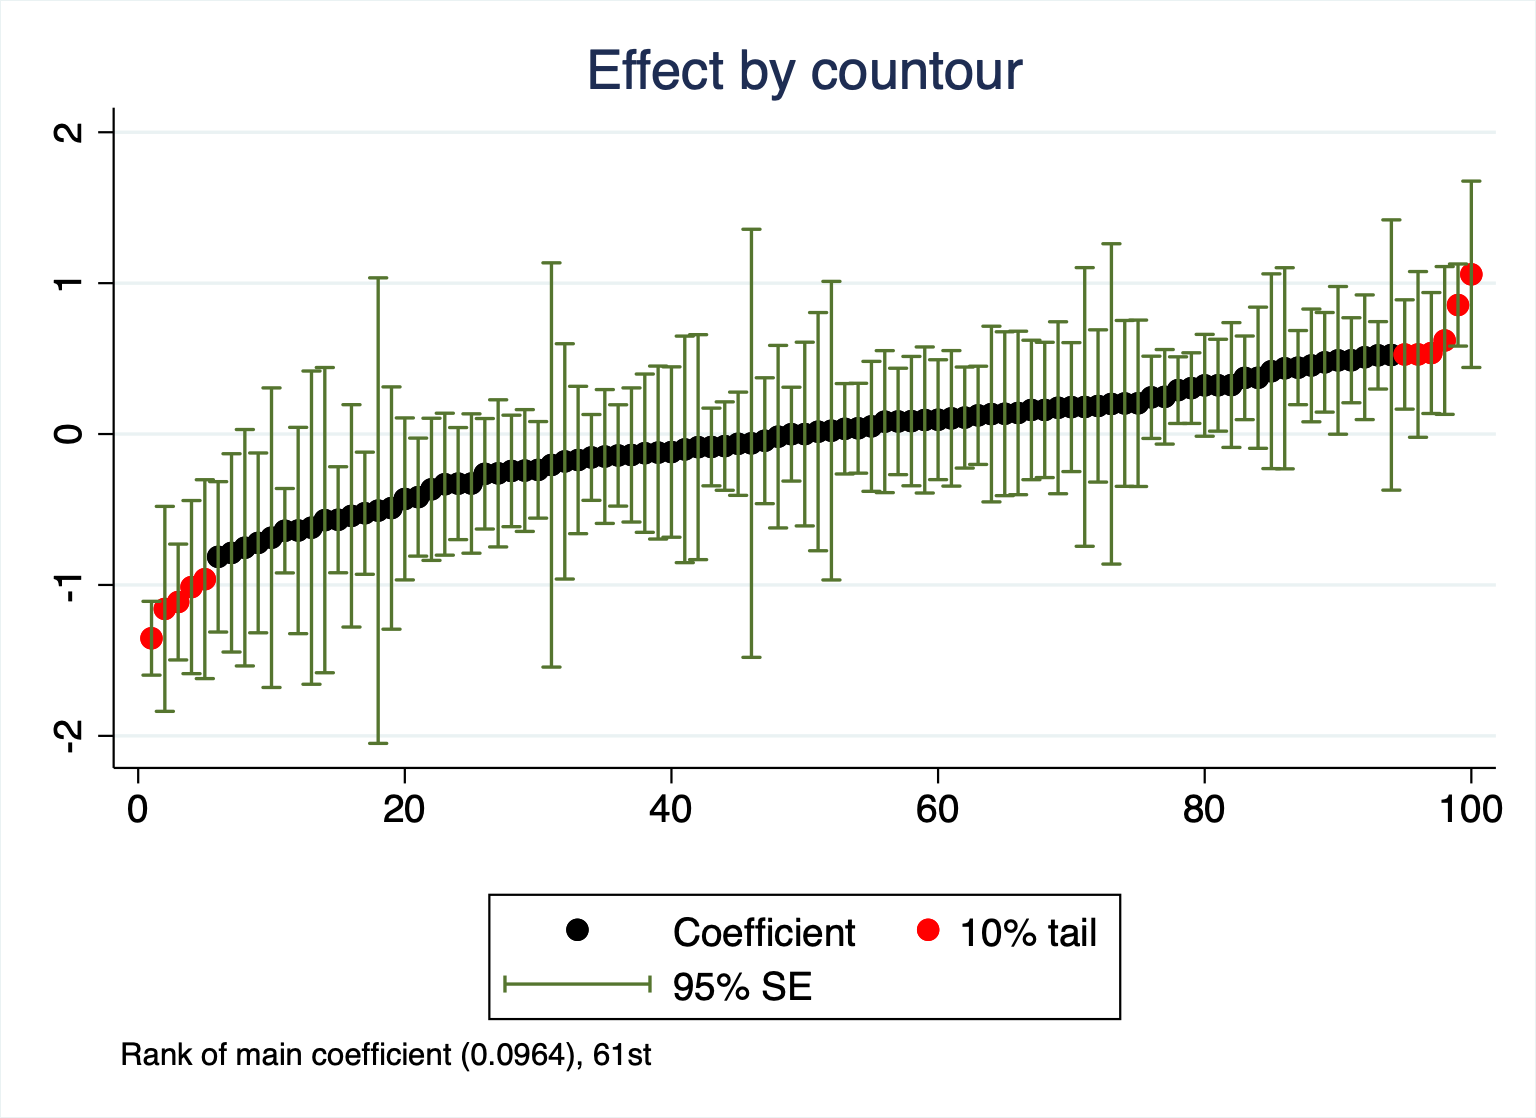 Effect by countour
2
1
0
-1
-2
0 20 40 60 80 100
Coefficient 10% tail
95% SE
Rank of main coefficient (0.0964), 61st